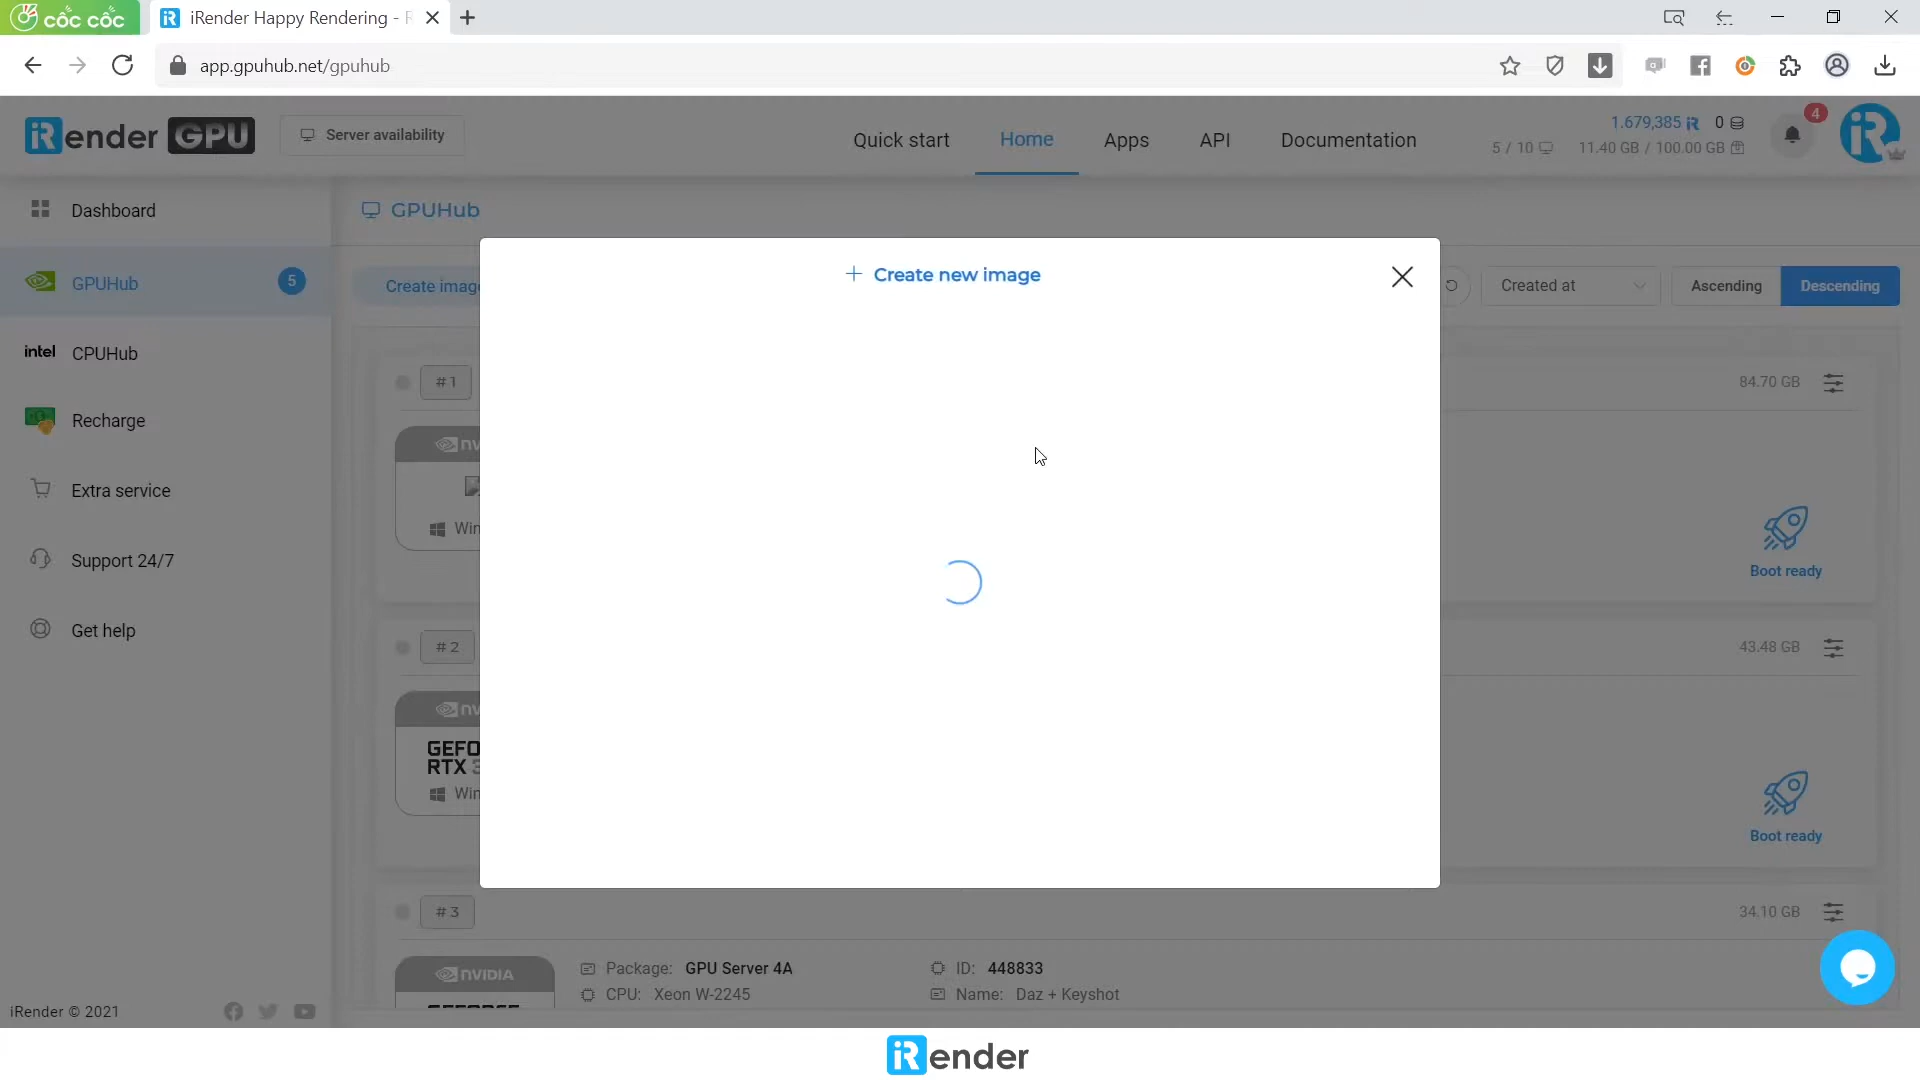 cốc cốc
iRender Happy Rendering - R
app.gpuhub.net/gpuhub
iRender GPU
Server availability
Quick start
Home
Apps
API
Documentation
1.679,385
0
5 / 10
11.40 GB / 100.00 GB
4
iR
Dashboard
GPUHub
5
intel CPUHub
Recharge
Extra service
Support 24/7
Get help
iRender © 2021
GPUHub
Create imag
Created at
Ascending
Descending
Create new image
# 1
84.70 GB
Win
Boot ready
# 2
43.48 GB
GEFO
RTX 3
Win
Boot ready
# 3
34.10 GB
NVIDIA
Package: GPU Server 4A
ID: 448833
CPU: Xeon W-2245
Name: Daz + Keyshot
iRender